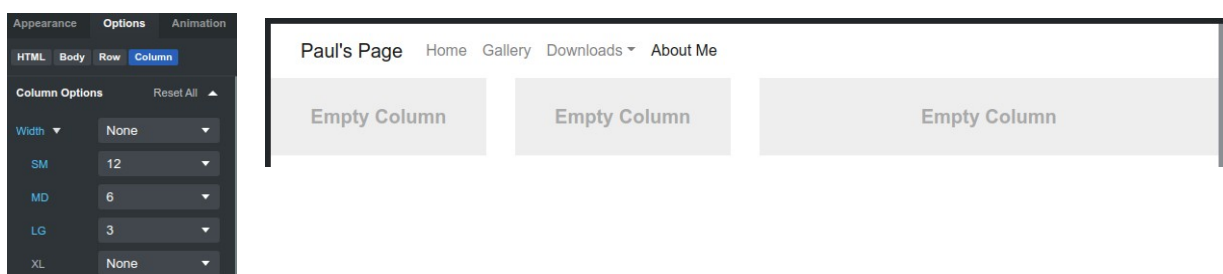 Appearance Options Animation
HTML Body Row Column
Column Options Reset All
Width None
SM 12
MD 6
LG 3
XL None
Paul's Page Home Gallery Downloads About Me
Empty Column Empty Column Empty Column